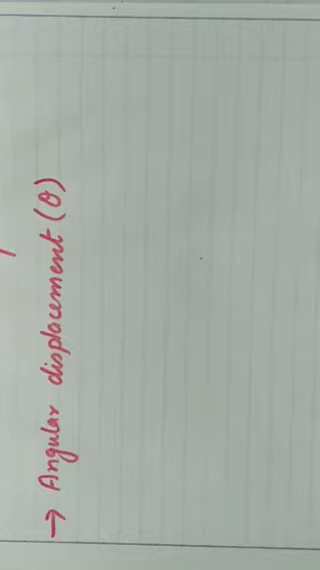 → Angular displacement (θ)